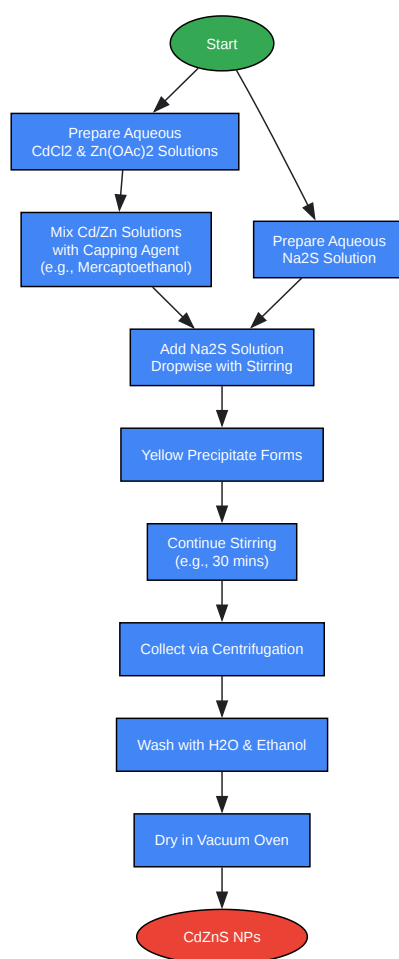 Start
Prepare Aqueous
CdCl2 & Zn(OAc)2 Solutions
Mix Cd/Zn Solutions
with Capping Agent
(e.g., Mercaptoethanol)
Prepare Aqueous
Na2S Solution
Add Na2S Solution
Dropwise with Stirring
Yellow Precipitate Forms
Continue Stirring
(e.g., 30 mins)
Collect via Centrifugation
Wash with H2O & Ethanol
Dry in Vacuum Oven
CdZnS NPs